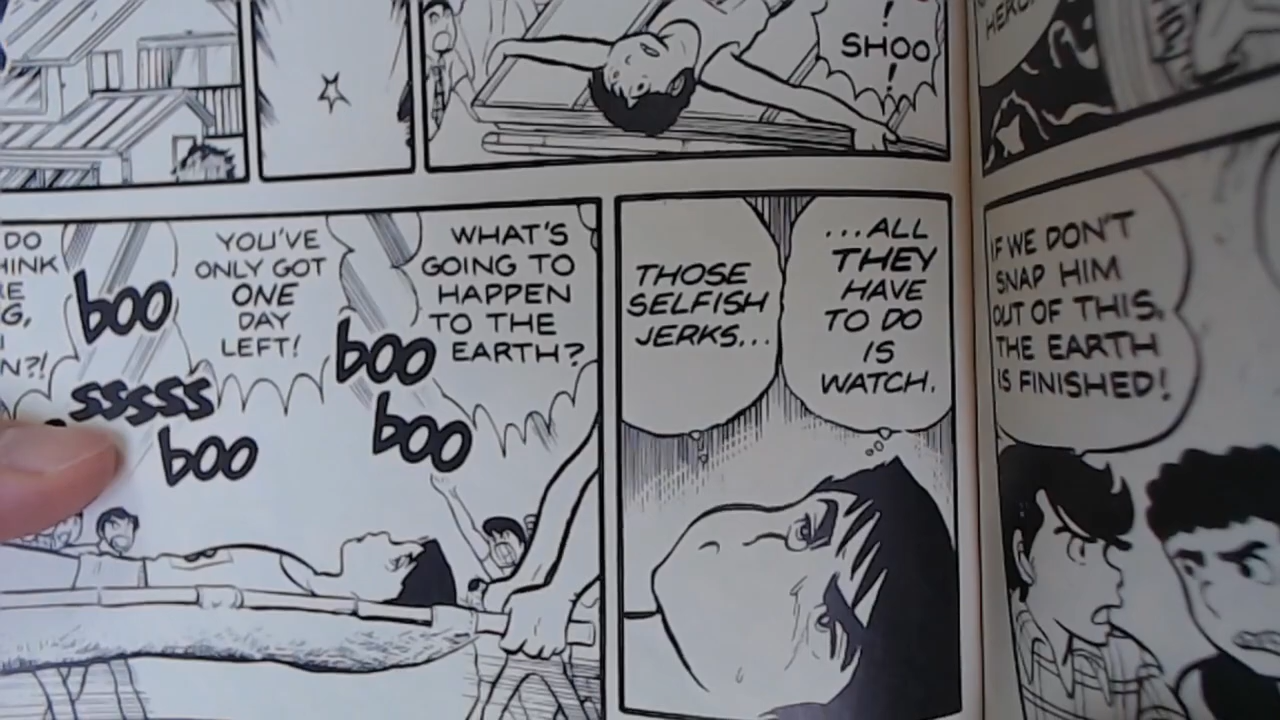 !
SHOO
!
WHAT'S
GOING TO
HAPPEN
TO THE
EARTH?
YOU'VE
ONLY GOT
ONE
DAY
LEFT!
DO
boo
boo
sssss
boo
boo
...ALL
THEY
HAVE
TO DO
IS
WATCH.
THOSE
SELFISH
JERKS...
IF WE DON'T
SNAP HIM
OUT OF THIS,
THE EARTH
IS FINISHED!